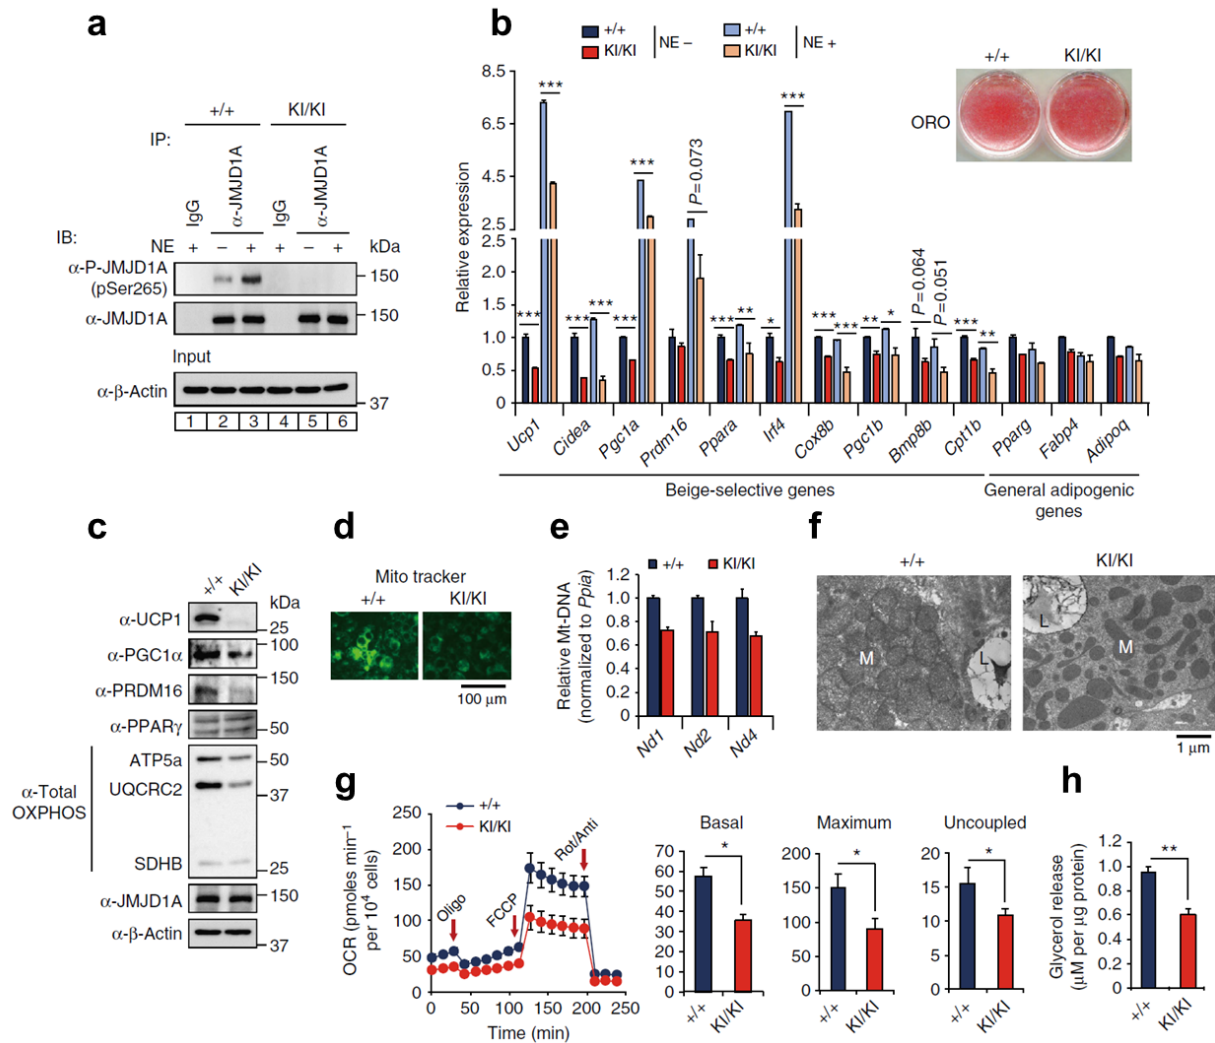 a
+/+ KI/KI
IP:
IgG α-JMJD1A IgG α-JMJD1A
IB:
NE + − + + − + kDa
α-P-JMJD1A
(pSer265)
150
α-JMJD1A 150
Input
α-β-Actin
37
1 2 3 4 5 6
b
+/+ KI/KI NE −
+/+ KI/KI NE +
+/+ KI/KI
ORO
Relative expression
8.5
6.5
4.5
2.5
2.5
2.0
1.5
1.0
0.5
0
*** *** *** *** *** *** P=0.073 *** ** * *** *** *** ** * P=0.064 P=0.051 *** **
Ucp1 Cidea Pgc1a Prdm16 Ppara Irf4 Cox8b Pgc1b Bmp8b Cpt1b Pparg Fabp4 Adipoq
Beige-selective genes General adipogenic
genes
c
+/+ KI/KI
kDa
α-UCP1 25
α-PGC1α 100
α-PRDM16 150
α-PPARγ 50
α-Total
OXPHOS
ATP5a 50
UQCRC2 37
SDHB 25
α-JMJD1A 150
α-β-Actin 37
d
Mito tracker
+/+ KI/KI
100 μm
e
+/+ KI/KI
Relative Mt-DNA
(normalized to Ppia)
1.2
1.0
0.8
0.6
0.4
0.2
0
Nd1 Nd2 Nd4
f
+/+ KI/KI
M L
L M
1 μm
g
+/+
KI/KI
OCR (pmoles min−1
per 104 cells)
250
200
150
100
50
0
Oligo FCCP Rot/Anti
0 50 100 150 200 250
Time (min)
Basal
*
70
60
50
40
30
20
10
0
+/+ KI/KI
Maximum
*
200
150
100
50
0
+/+ KI/KI
Uncoupled
*
20
15
10
5
0
+/+ KI/KI
h
Glycerol release
(μM per μg protein)
**
1.2
1
0.8
0.6
0.4
0.2
0
+/+ KI/KI